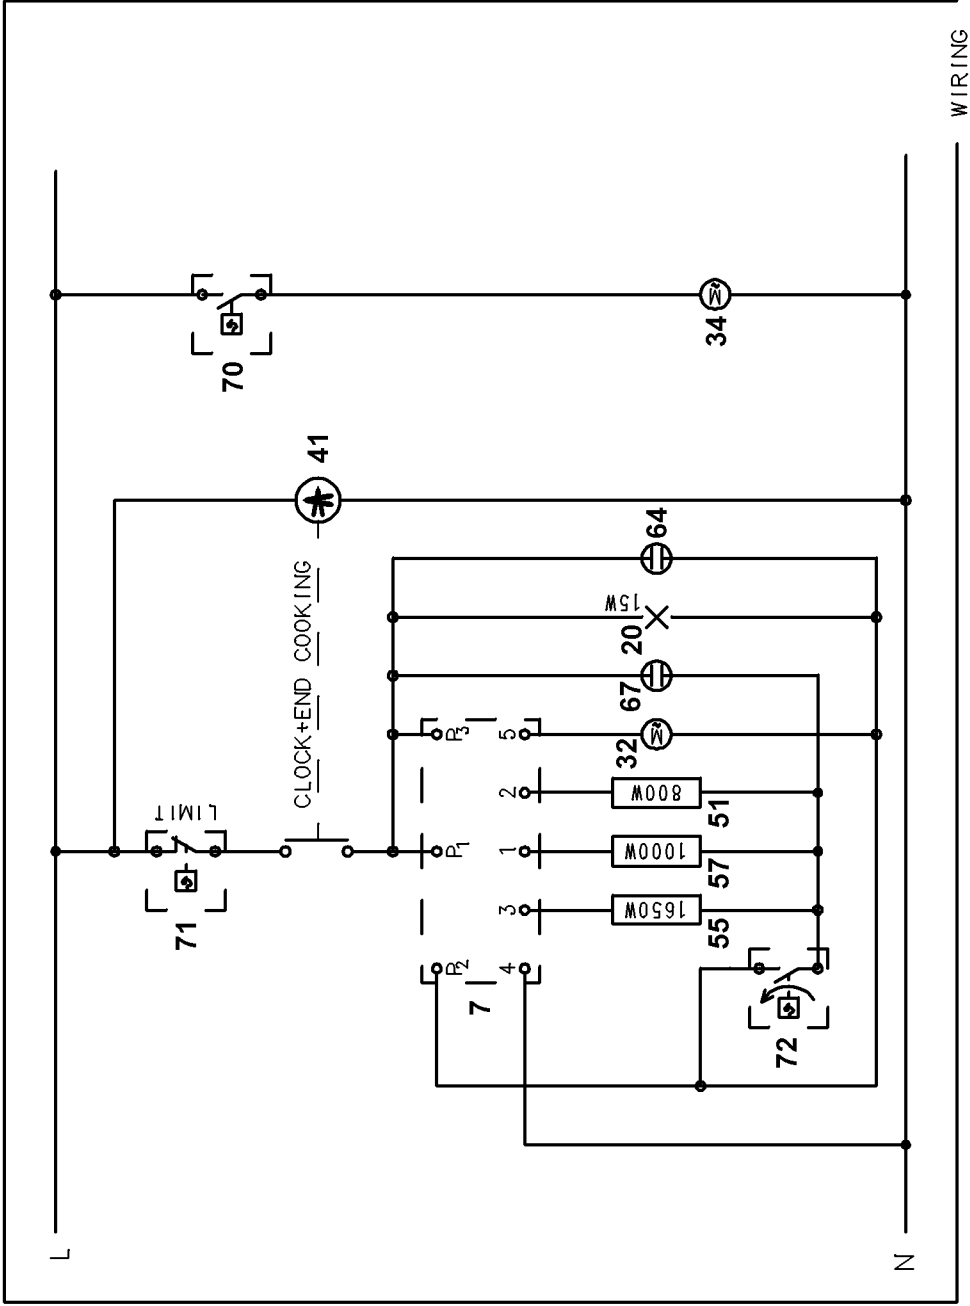 WIRING
L
N
71
LIMIT
CLOCK+END COOKING
41
70
34
7
P2
P1
P3
4
3
1
2
5
72
55
1650W
57
1000W
51
800W
32
M
67
20
15W
64
M